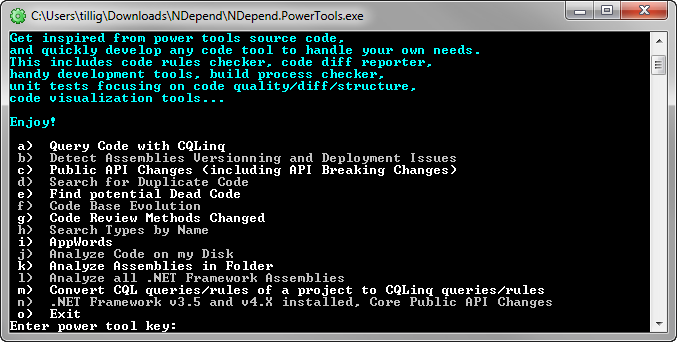 C:\Users\tillig\Downloads\NDepend\NDepend.PowerTools.exe
Get inspired from power tools source code,
and quickly develop any code tool to handle your own needs.
This includes code rules checker, code diff reporter,
handy development tools, build process checker,
unit tests focusing on code quality/diff/structure,
code visualization tools...
Enjoy!
a) Query Code with CQLinq
b) Detect Assemblies Versionning and Deployment Issues
c) Public API Changes (including API Breaking Changes)
d) Search for Duplicate Code
e) Find potential Dead Code
f) Code Base Evolution
g) Code Review Methods Changed
h) Search Types by Name
i) AppWords
j) Analyze Code on my Disk
k) Analyze Assemblies in Folder
l) Analyze all .NET Framework Assemblies
m) Convert CQL queries/rules of a project to CQLinq queries/rules
n) .NET Framework v3.5 and v4.X installed, Core Public API Changes
o) Exit
Enter power tool key: